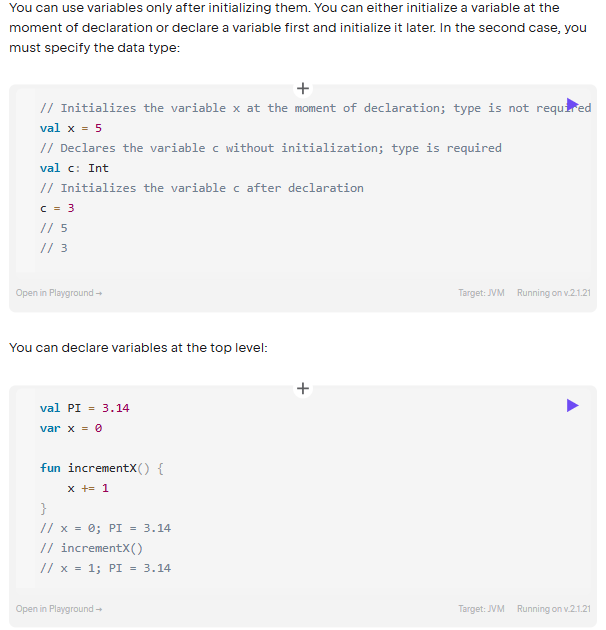 You can use variables only after initializing them. You can either initialize a variable at the
moment of declaration or declare a variable first and initialize it later. In the second case, you
must specify the data type:
+
// Initializes the variable x at the moment of declaration; type is not required
val x = 5
// Declares the variable c without initialization; type is required
val c: Int
// Initializes the variable c after declaration
c = 3
// 5
// 3
Open in Playground →
Target: JVM
Running on v.2.1.21
You can declare variables at the top level:
+
val PI = 3.14
var x = 0
fun incrementX() {
    x += 1
}
// x = 0; PI = 3.14
// incrementX()
// x = 1; PI = 3.14
Open in Playground →
Target: JVM
Running on v.2.1.21